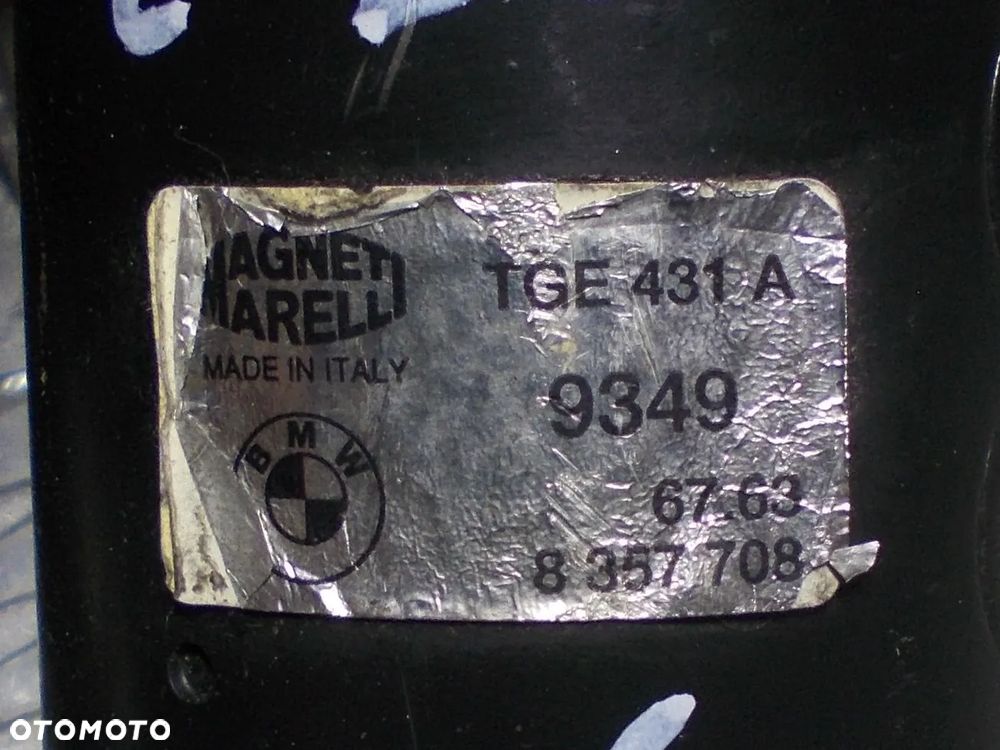 MAGNETI
MARELLI
MADE IN ITALY
BMW
TGE 431 A
9349
67.63
8 357 708
OTOMOTO